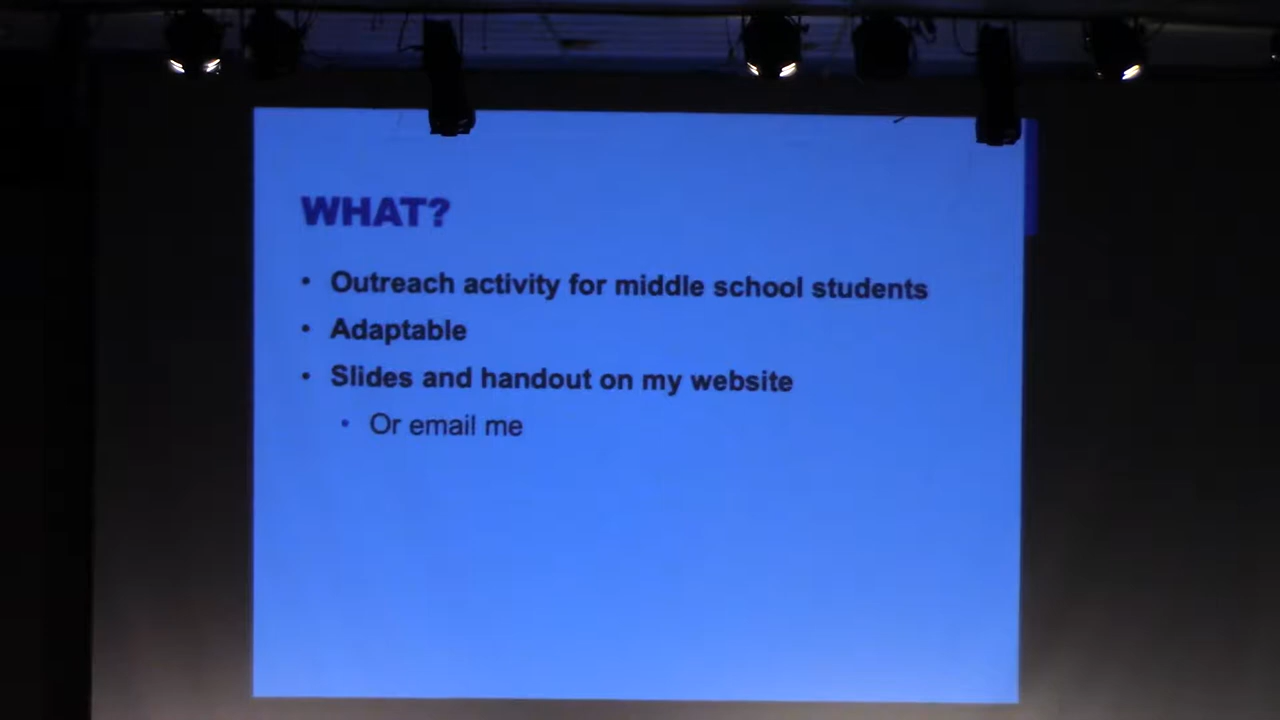 WHAT?
• Outreach activity for middle school students
• Adaptable
• Slides and handout on my website
• Or email me